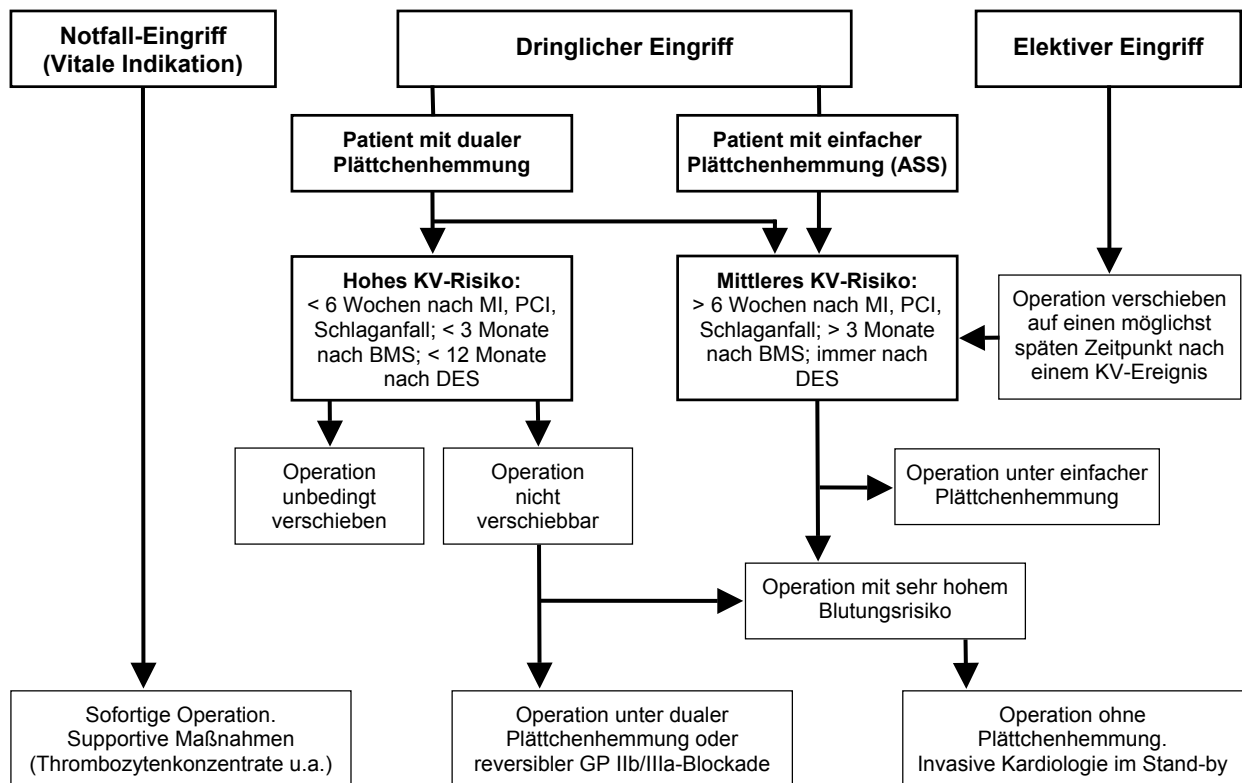 Notfall-Eingriff
(Vitale Indikation)
Dringlicher Eingriff
Elektiver Eingriff
Patient mit dualer
Plättchenhemmung
Patient mit einfacher
Plättchenhemmung (ASS)
Hohes KV-Risiko:
< 6 Wochen nach MI, PCI,
Schlaganfall; < 3 Monate
nach BMS; < 12 Monate
nach DES
Mittleres KV-Risiko:
> 6 Wochen nach MI, PCI,
Schlaganfall; > 3 Monate
nach BMS; immer nach
DES
Operation verschieben
auf einen möglichst
späten Zeitpunkt nach
einem KV-Ereignis
Operation
unbedingt
verschieben
Operation
nicht
verschiebbar
Operation unter einfacher
Plättchenhemmung
Operation mit sehr hohem
Blutungsrisiko
Sofortige Operation.
Supportive Maßnahmen
(Thrombozytenkonzentrate u.a.)
Operation unter dualer
Plättchenhemmung oder
reversibler GP IIb/IIIa-Blockade
Operation ohne
Plättchenhemmung.
Invasive Kardiologie im Stand-by